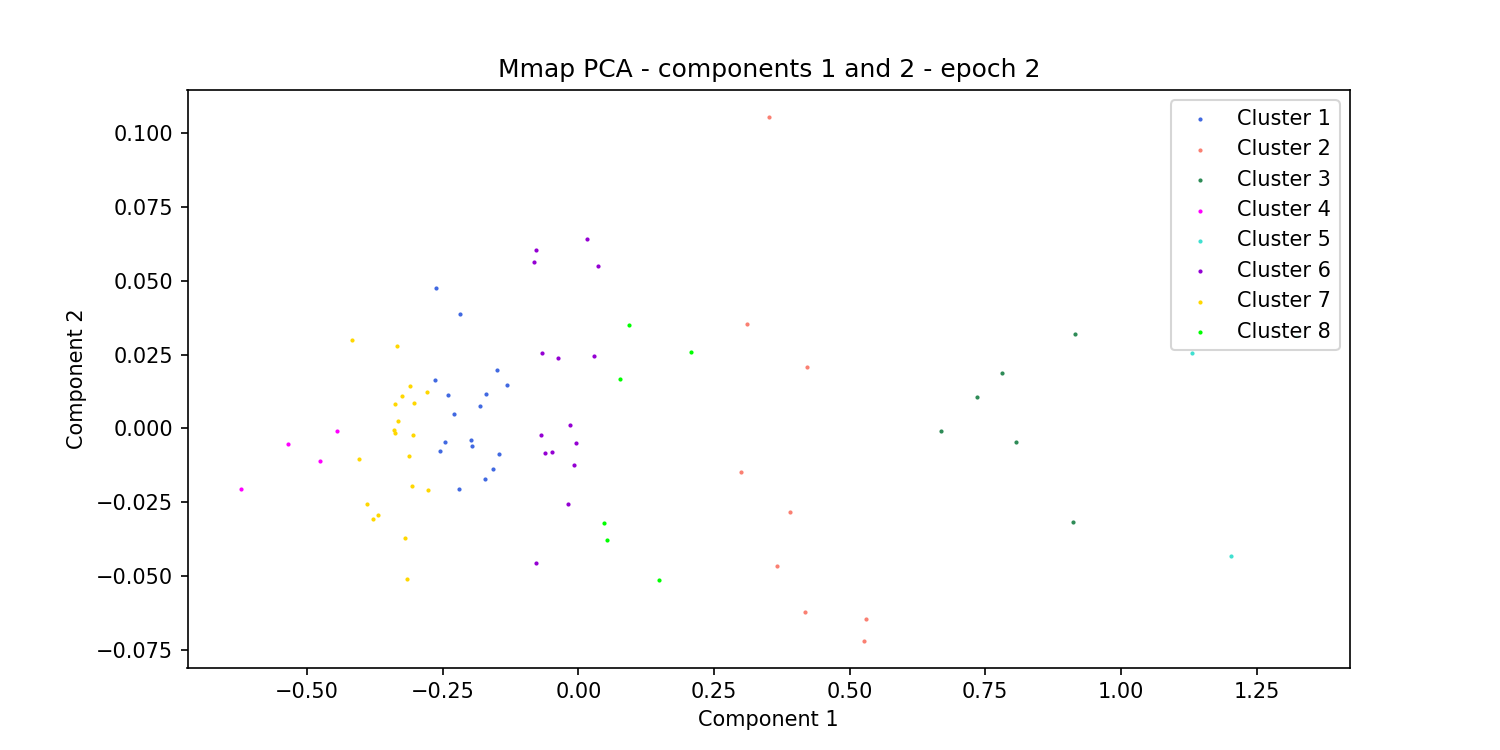 Mmap PCA - components 1 and 2 - epoch 2
Cluster 1
Cluster 2
Cluster 3
Cluster 4
Cluster 5
Cluster 6
Cluster 7
Cluster 8
Component 2
0.100
0.075
0.050
0.025
0.000
−0.025
−0.050
−0.075
−0.50 −0.25 0.00 0.25 0.50 0.75 1.00 1.25
Component 1